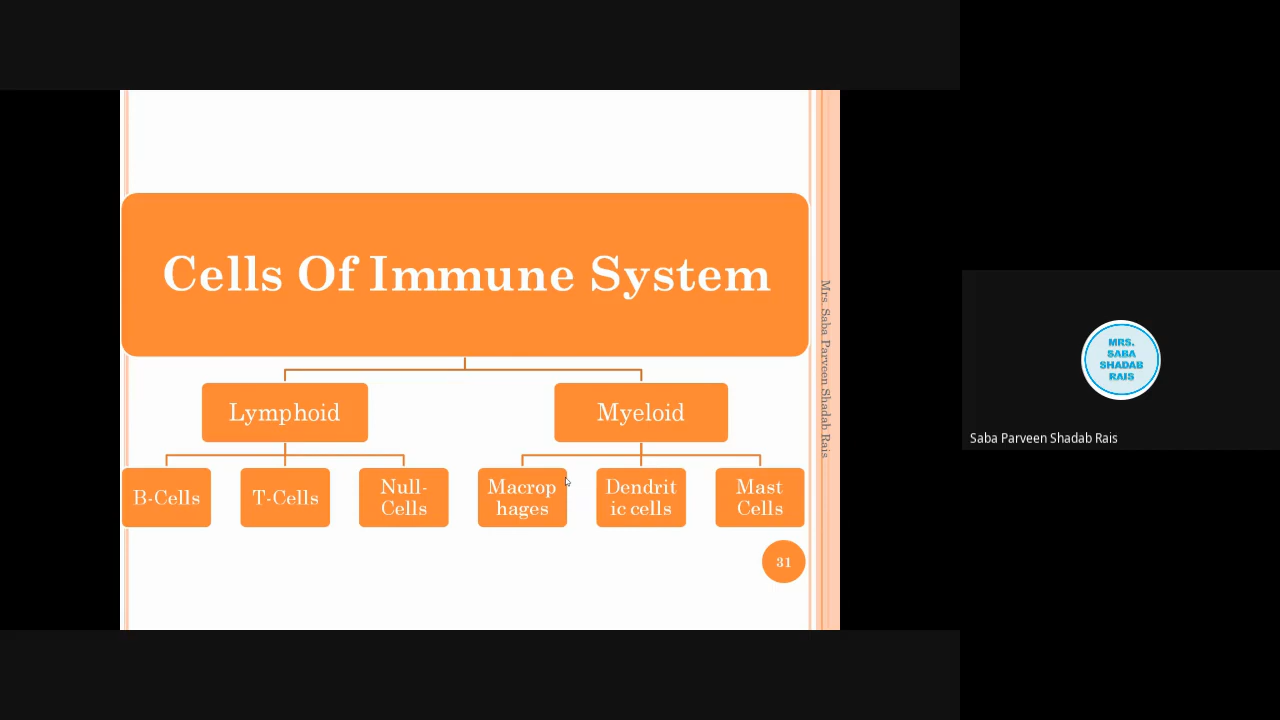 Cells Of Immune System
Lymphoid
Myeloid
B-Cells
T-Cells
Null-
Cells
Macrop
hages
Dendrit
ic cells
Mast
Cells
31
Mrs. Saba Parveen Shadab Rais
MRS.
SABA
SHADAB
RAIS
Saba Parveen Shadab Rais